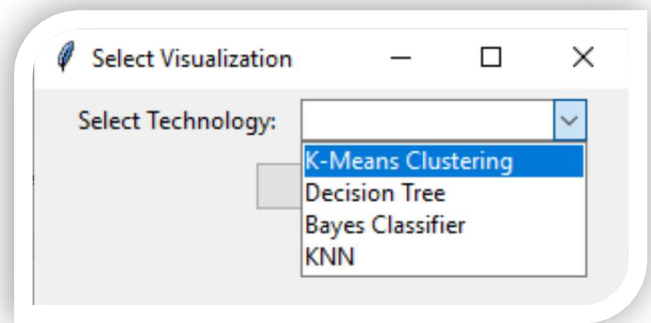 Select Visualization
Select Technology:
K-Means Clustering
Decision Tree
Bayes Classifier
KNN